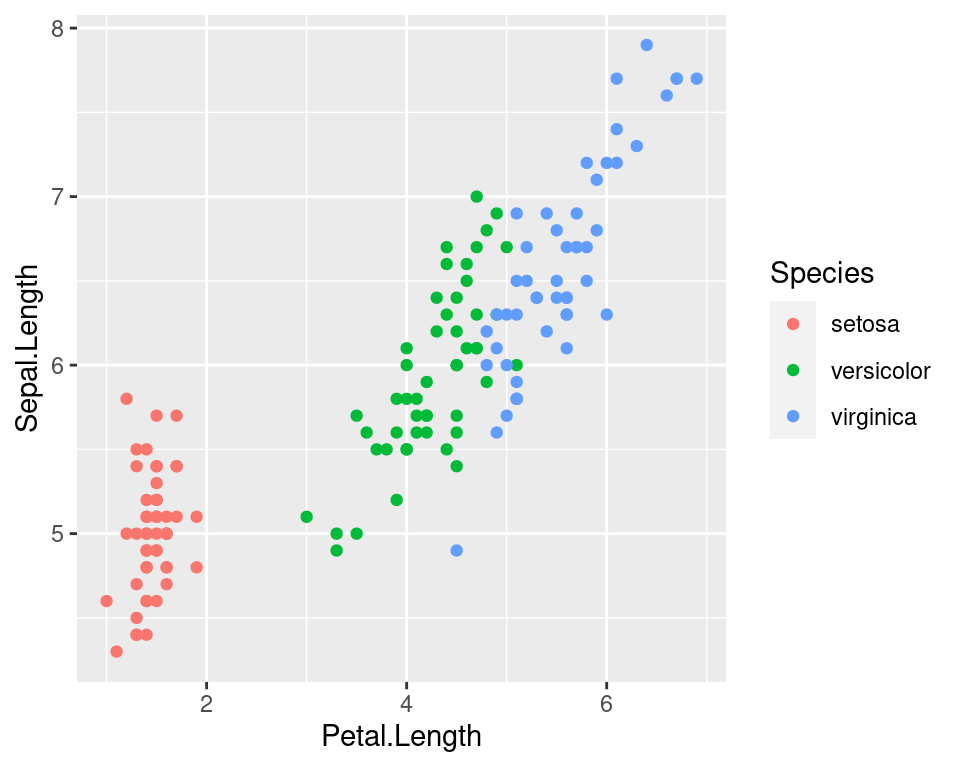 8
7
6
5
Sepal.Length
2 4 6
Petal.Length
Species
setosa
versicolor
virginica